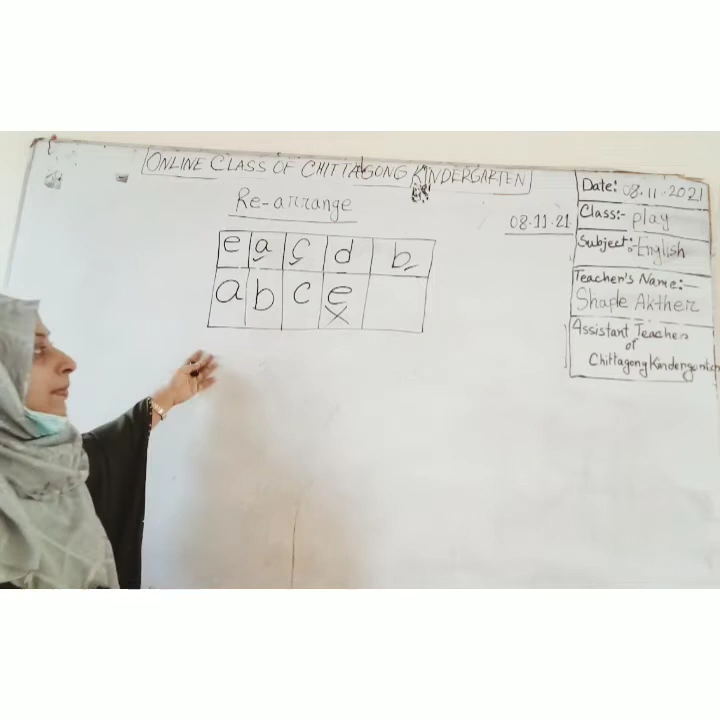 ONLINE CLASS OF CHITTAGONG KINDERGARTEN
Re-arrange
08.11.21
e a c d b
a b c e
x
Date: 08.11.2021
Class:- play
Subject:- English
Teacher's Name:-
Shaple Akther
Assistant Teacher
of
Chittagong Kindergarten